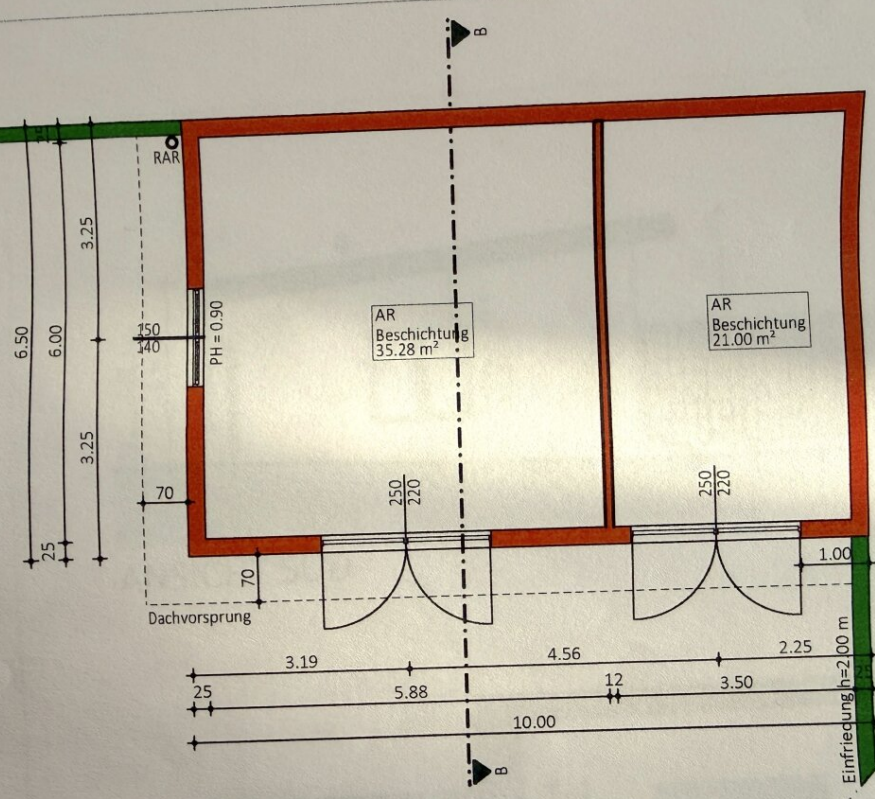 B
RAR
25
3.25
6.00
6.50
3.25
25
150
140
PH = 0.90
AR
Beschichtung
35.28 m²
AR
Beschichtung
21.00 m²
70
250
220
250
220
70
1.00
Dachvorsprung
3.19
4.56
2.25
25
5.88
12
3.50
25
10.00
Einfriedung h=2.00 m
B